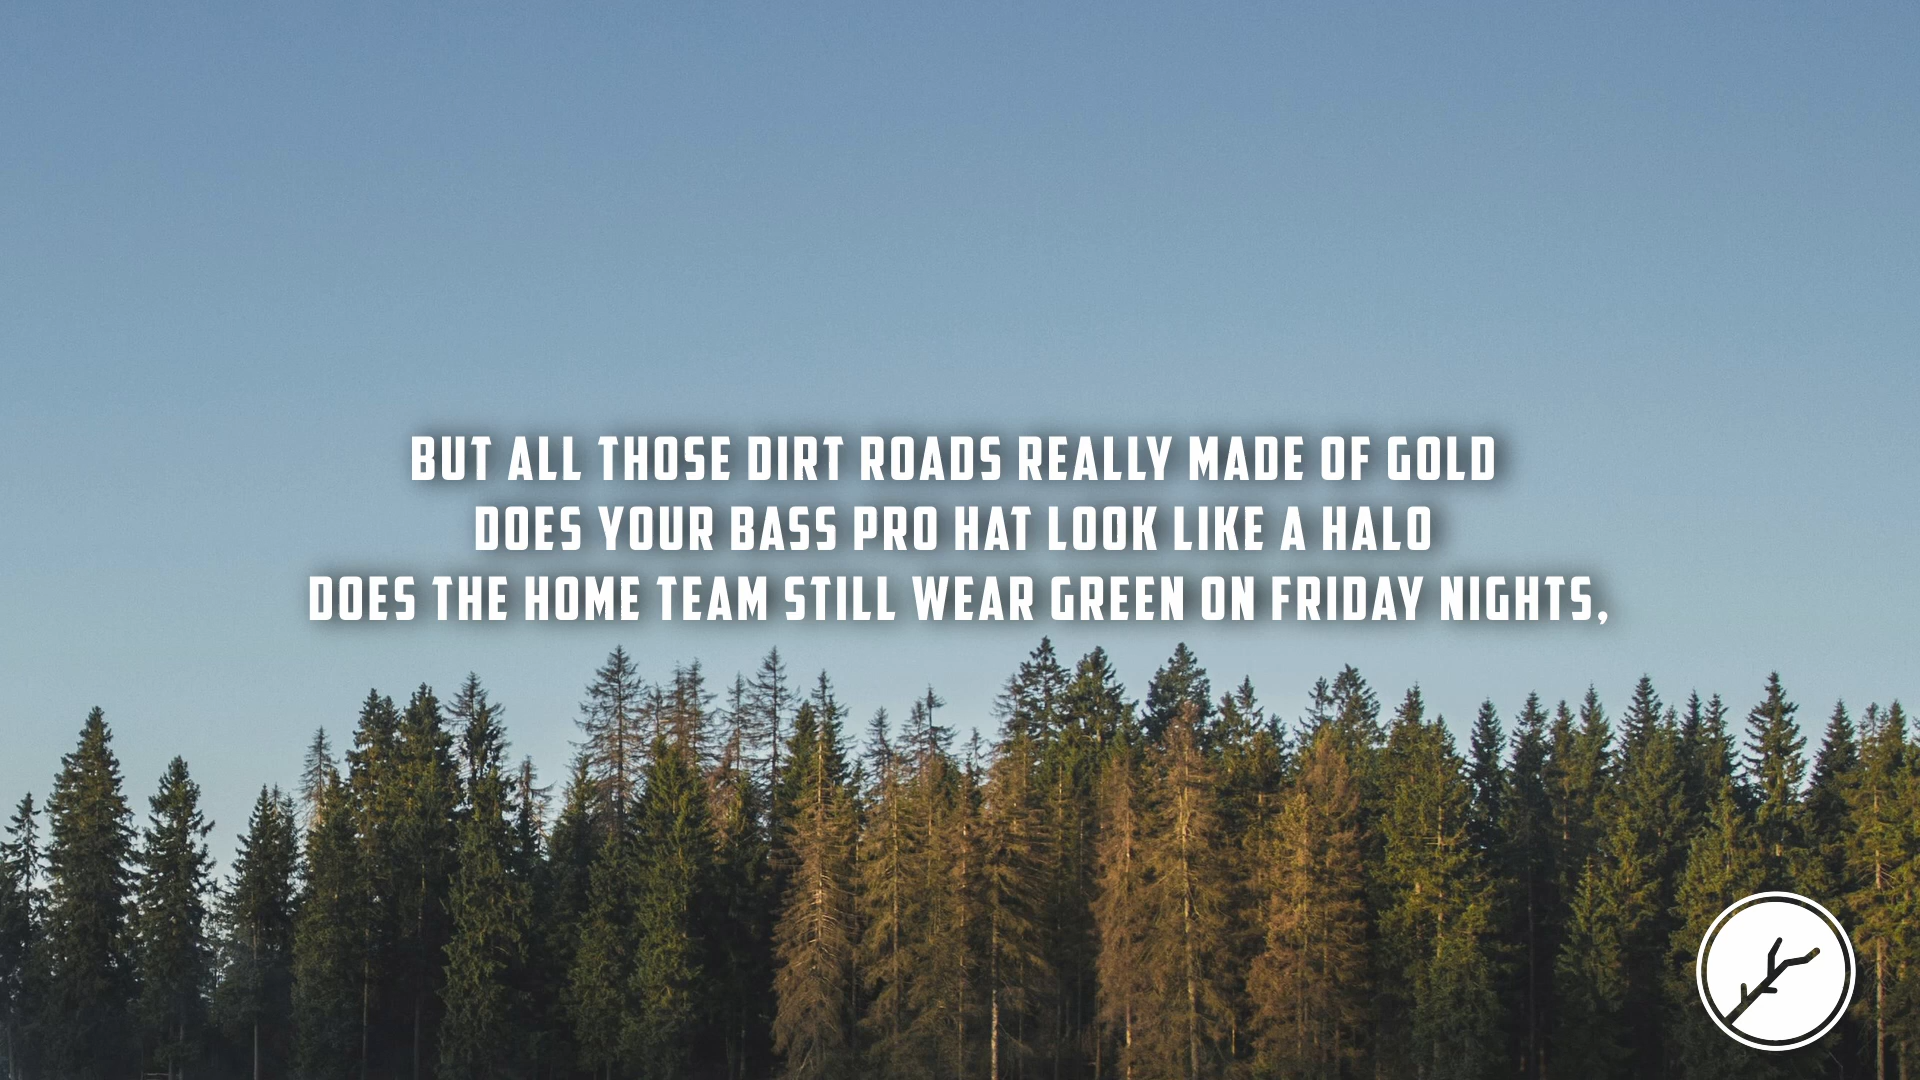 BUT ALL THOSE DIRT ROADS REALLY MADE OF GOLD
DOES YOUR BASS PRO HAT LOOK LIKE A HALO
DOES THE HOME TEAM STILL WEAR GREEN ON FRIDAY NIGHTS,